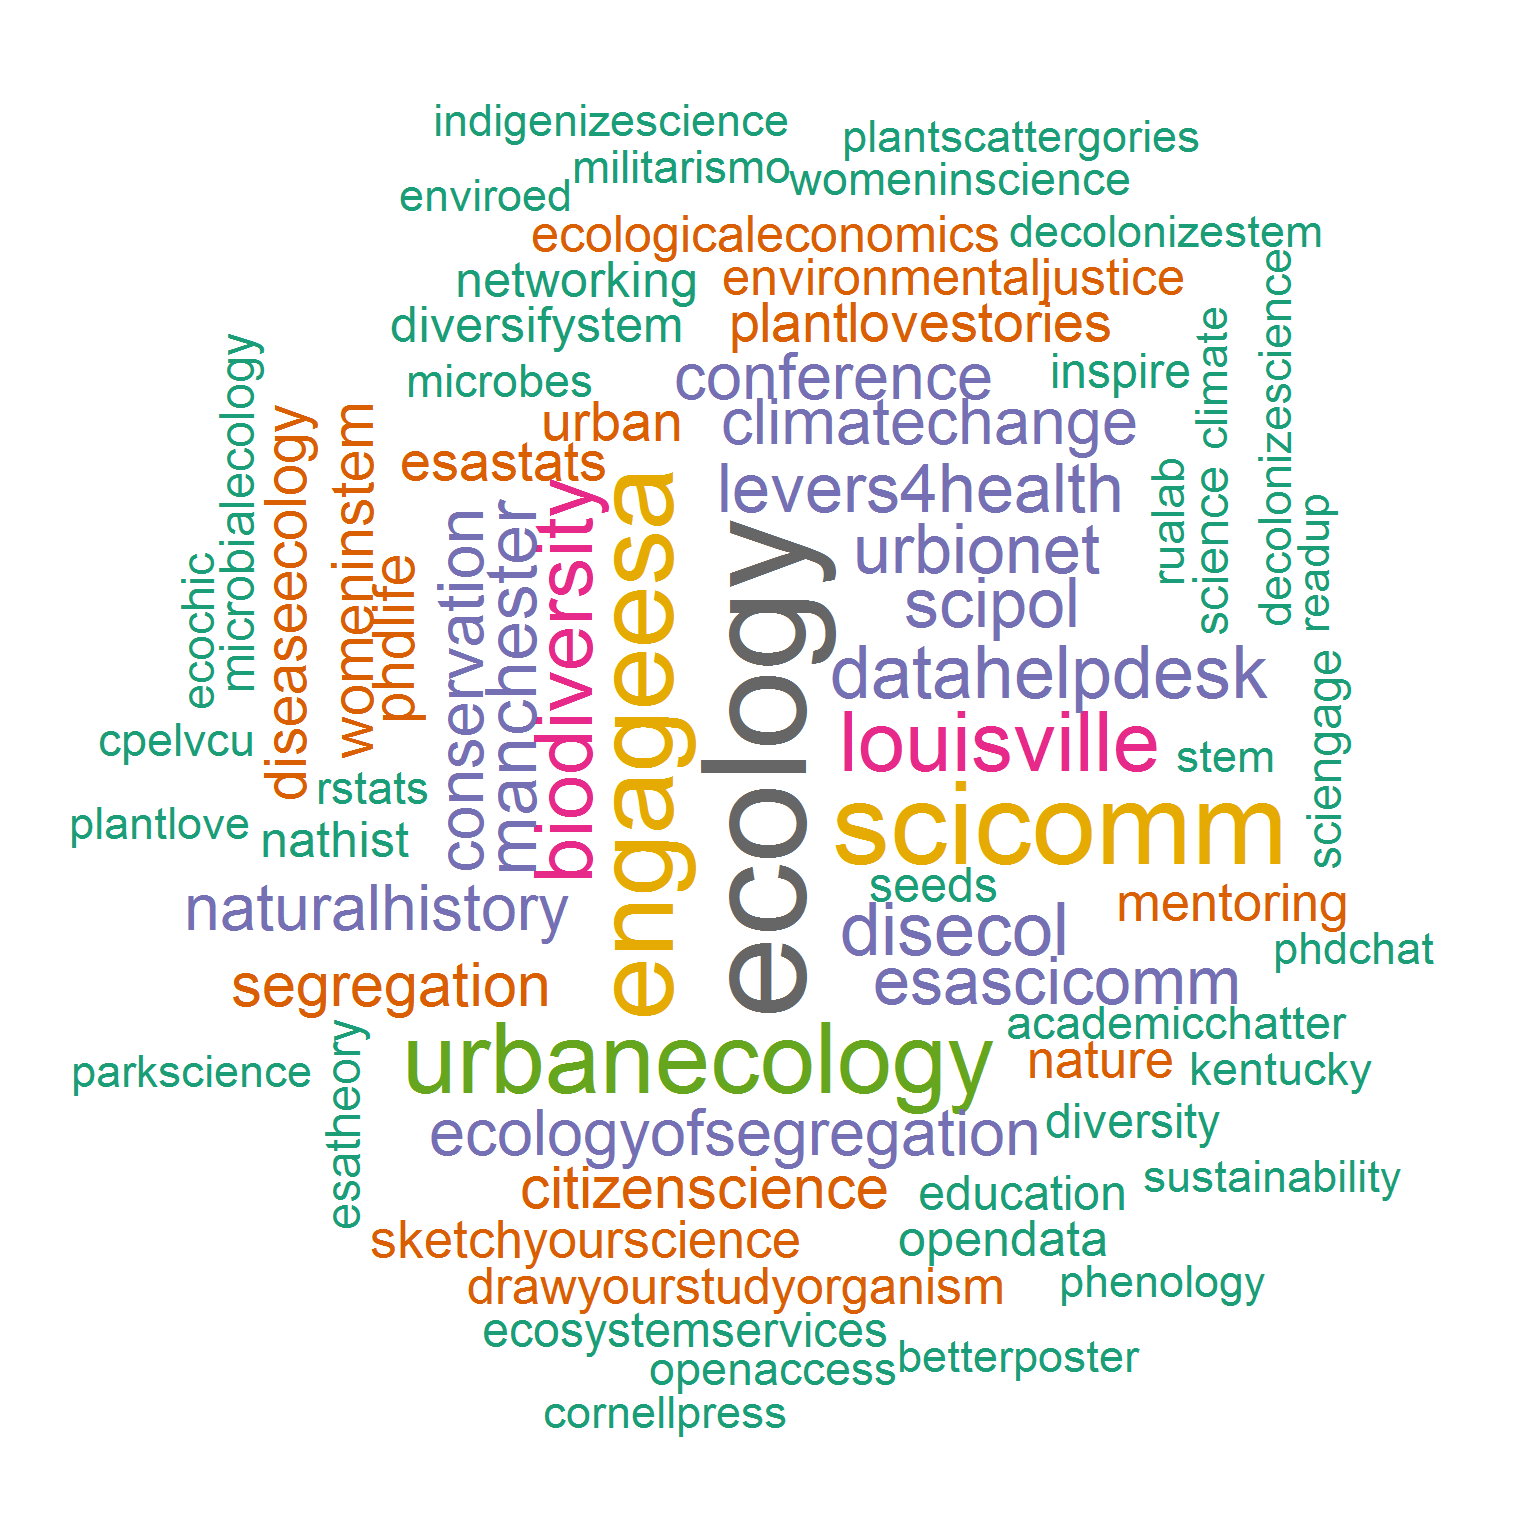 indigenizescience
plantscattergories
militarismo
womeninscience
enviroed
ecologicaleconomics
decolonizestem
networking
environmentaljustice
diversifystem
plantlovestories
microbes
conference
inspire
climate
decolonizescience
urban
climatechange
esastats
levers4health
microbialecology
diseaseecology
womeninstem
phdlife
ecochic
conservation
manchester
biodiversity
engageesa
ecology
urbionet
scipol
rualab
science
readup
datahelpdesk
louisville
stem
sciengage
cpelvcu
rstats
plantlove
nathist
scicomm
naturalhistory
seeds
mentoring
disecol
phdchat
segregation
esascicomm
academicchatter
parkscience
esatheory
urbanecology
nature
kentucky
ecologyofsegregation
diversity
citizenscience
education
sustainability
sketchyourscience
opendata
drawyourstudyorganism
phenology
ecosystemservices
betterposter
openaccess
cornellpress